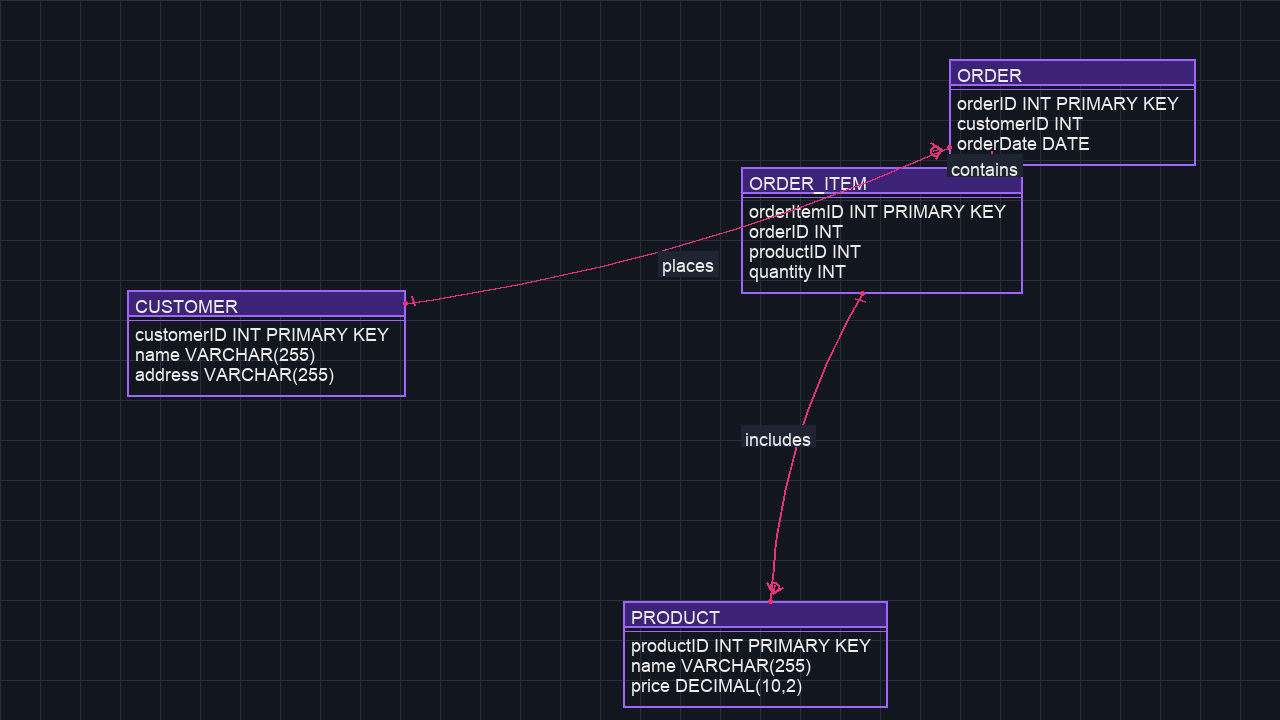 ORDER
orderID INT PRIMARY KEY
customerID INT
orderDate DATE
contains
ORDER_ITEM
orderItemID INT PRIMARY KEY
orderID INT
productID INT
quantity INT
places
CUSTOMER
customerID INT PRIMARY KEY
name VARCHAR(255)
address VARCHAR(255)
includes
PRODUCT
productID INT PRIMARY KEY
name VARCHAR(255)
price DECIMAL(10,2)